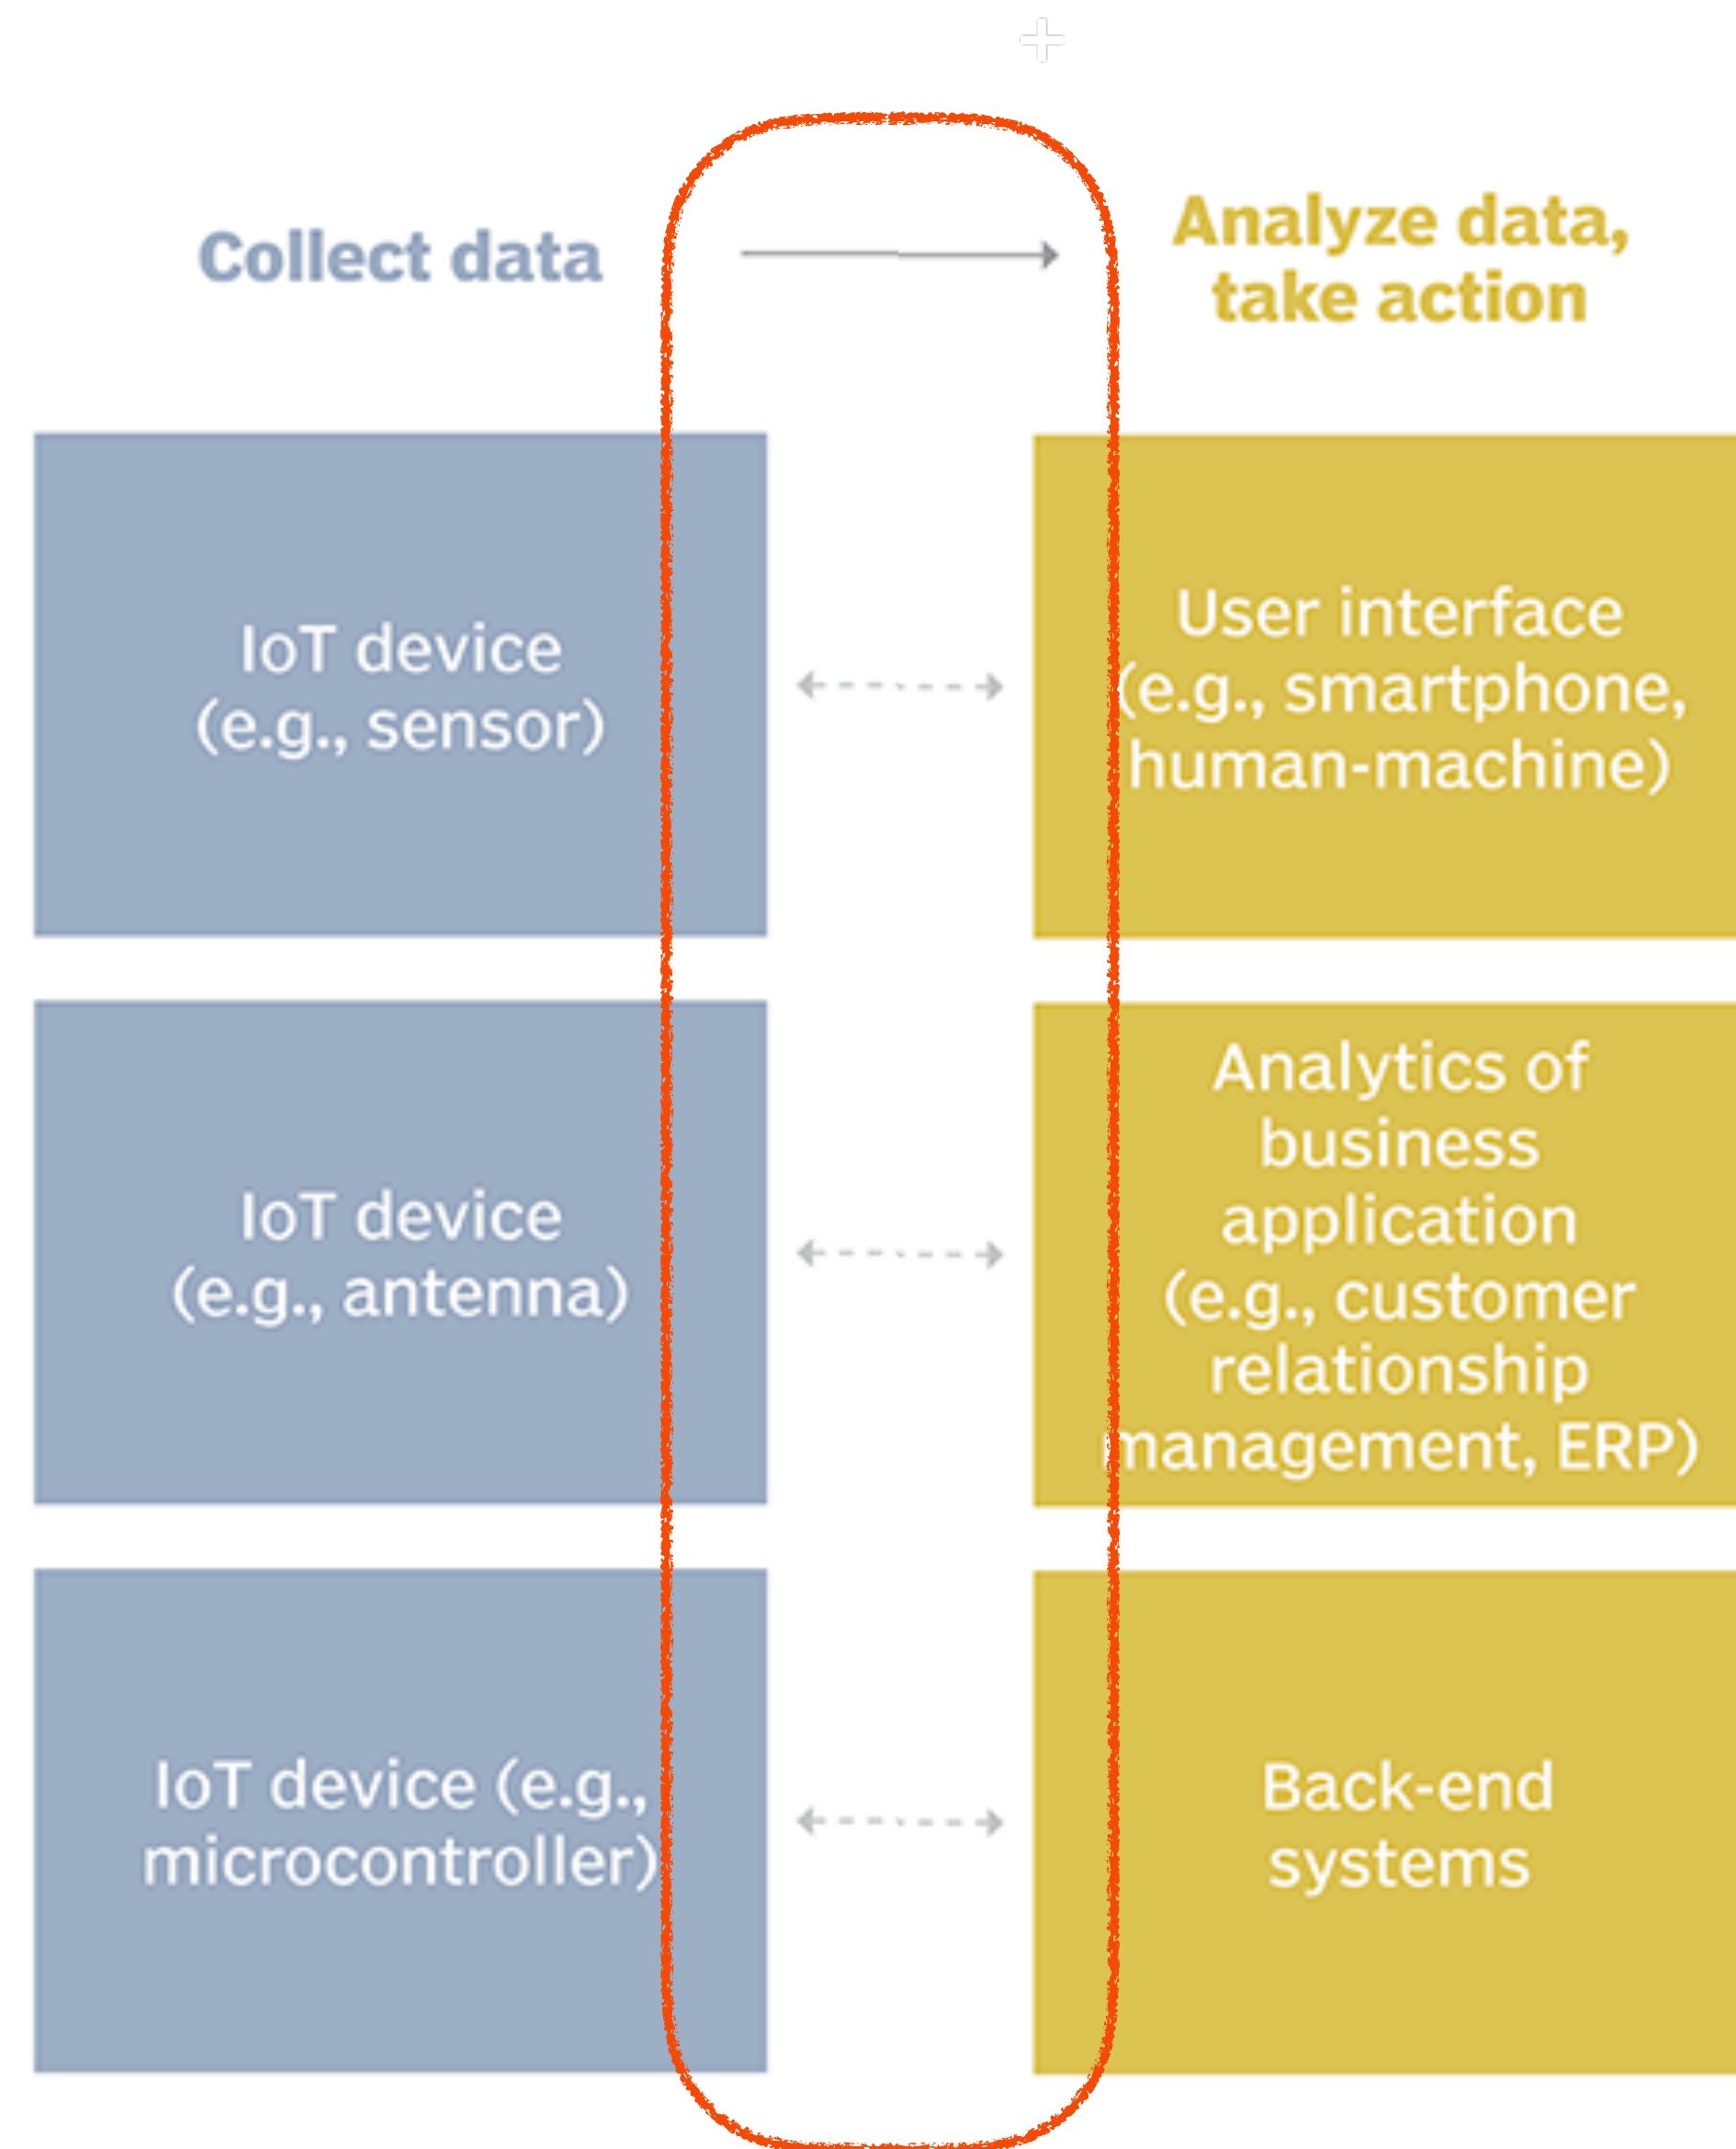 Collect data
Analyze data,
take action
IoT device
(e.g., sensor)
User interface
(e.g., smartphone,
human-machine)
IoT device
(e.g., antenna)
Analytics of
business
application
(e.g., customer
relationship
management, ERP)
IoT device (e.g.,
microcontroller)
Back-end
systems